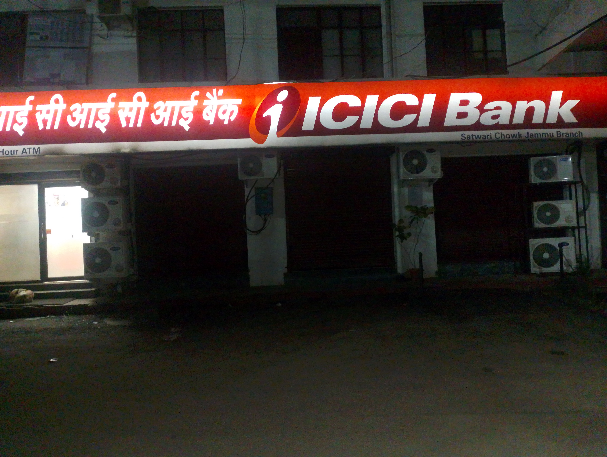 आई सी आई सी आई बैंक ICICI Bank
Hour ATM
Satwari Chowk Jammu Branch